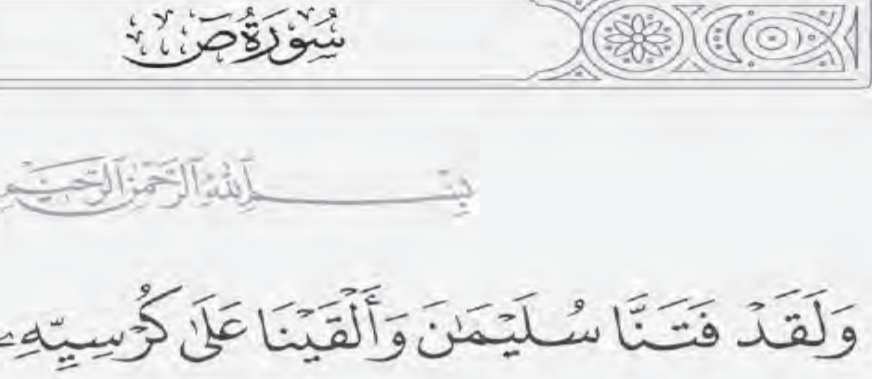 سُورَةُ صٓ
بِسْمِ ٱللَّهِ ٱلرَّحْمَٰنِ ٱلرَّحِيمِ
وَلَقَدْ فَتَنَّا سُلَيْمَٰنَ وَأَلْقَيْنَا عَلَىٰ كُرْسِيِّهِۦ